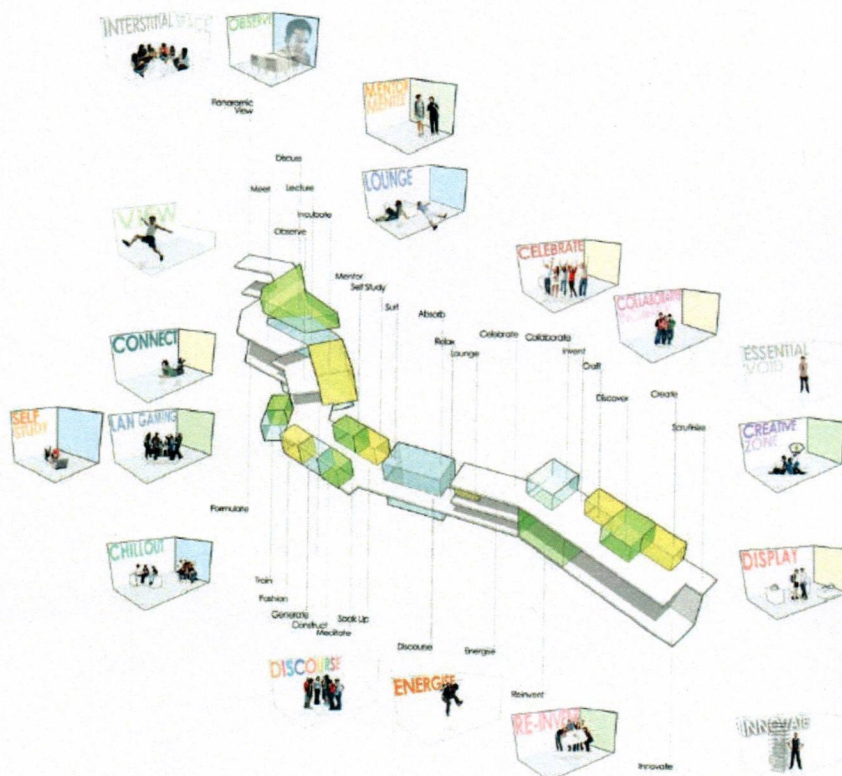 INTERSTITIAL
OBSERVE
Panoramic
View
MENTOR
MENTEE
Discuss
Meet
Lecture
Incubate
Observe
LOUNGE
VIEW
Mentor
Self Study
Surf
Absorb
Relax
Lounge
Celebrate
Collaborate
Invent
Craft
Discover
Create
Scrutinise
CELEBRATE
COLLABORATE
ESSENTIAL
VOID
CONNECT
SELF
STUDY
LAN GAMING
CREATIVE
ZONE
Formulate
CHILLOUT
DISPLAY
Train
Fashion
Generate
Construct
Meditate
Soak Up
Discourse
Energise
DISCOURSE
ENERGISE
Reinvent
RE-INVENT
INNOVATE
Innovate